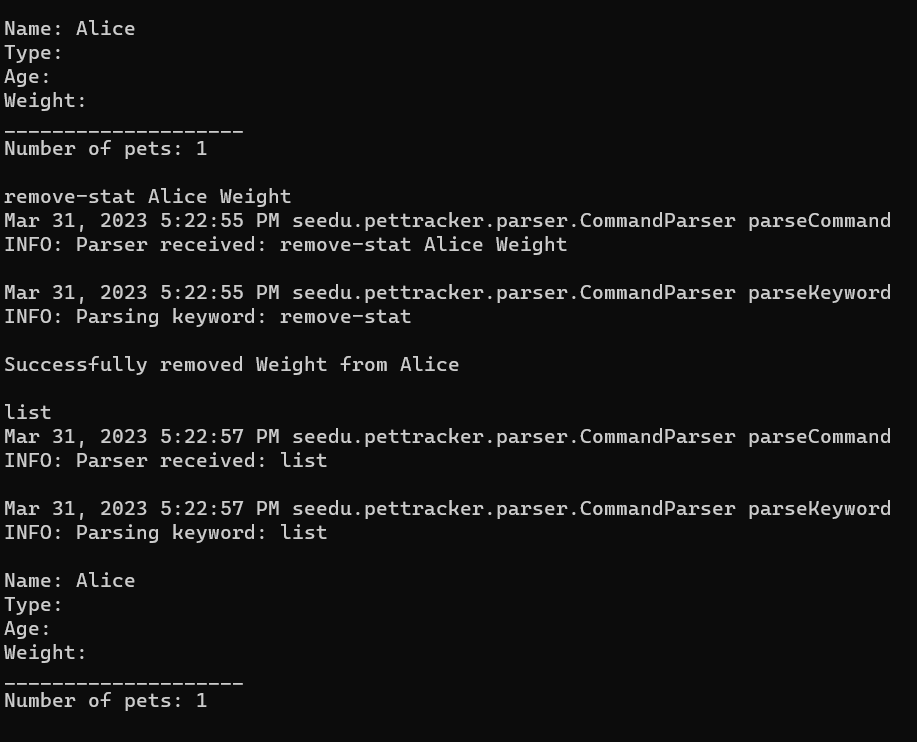 Name: Alice
Type:
Age:
Weight:
____________________
Number of pets: 1
remove-stat Alice Weight
Mar 31, 2023 5:22:55 PM seedu.pettracker.parser.CommandParser parseCommand
INFO: Parser received: remove-stat Alice Weight
Mar 31, 2023 5:22:55 PM seedu.pettracker.parser.CommandParser parseKeyword
INFO: Parsing keyword: remove-stat
Successfully removed Weight from Alice
list
Mar 31, 2023 5:22:57 PM seedu.pettracker.parser.CommandParser parseCommand
INFO: Parser received: list
Mar 31, 2023 5:22:57 PM seedu.pettracker.parser.CommandParser parseKeyword
INFO: Parsing keyword: list
Name: Alice
Type:
Age:
Weight:
____________________
Number of pets: 1